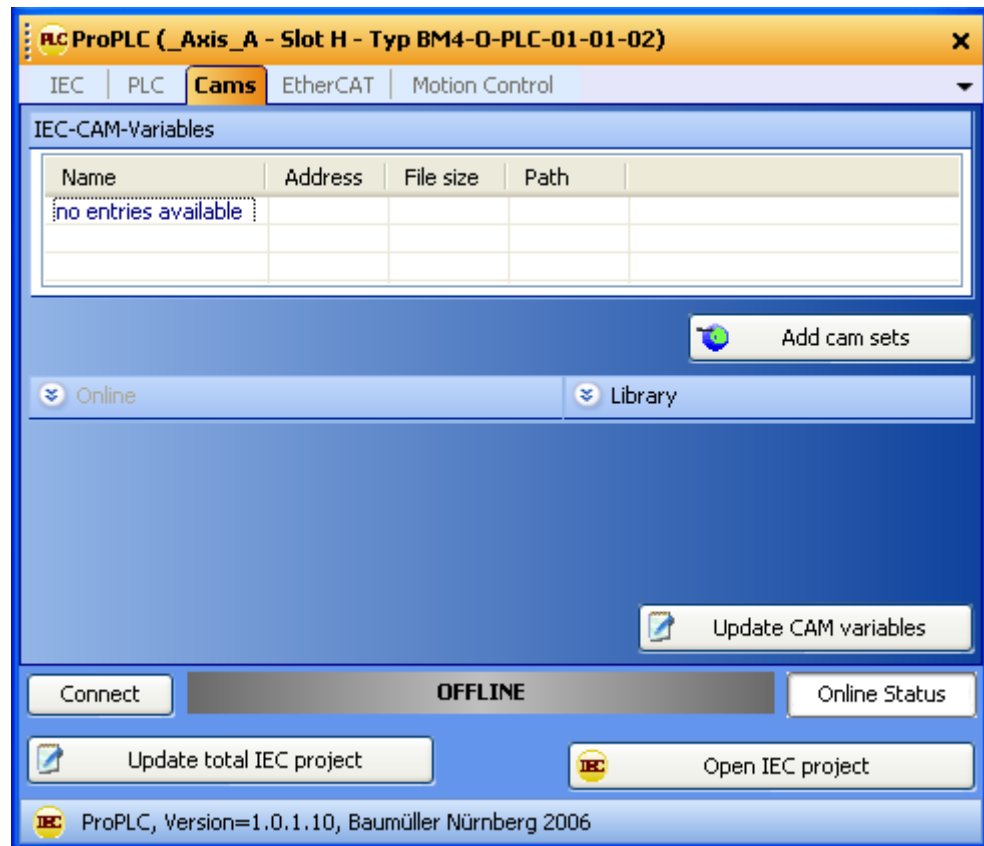 PLC ProPLC (_Axis_A - Slot H - Typ BM4-O-PLC-01-01-02)
IEC PLC Cams EtherCAT Motion Control
IEC-CAM-Variables
Name Address File size Path
no entries available
Add cam sets
Online Library
Update CAM variables
Connect OFFLINE Online Status
Update total IEC project IEC Open IEC project
IEC ProPLC, Version=1.0.1.10, Baumüller Nürnberg 2006